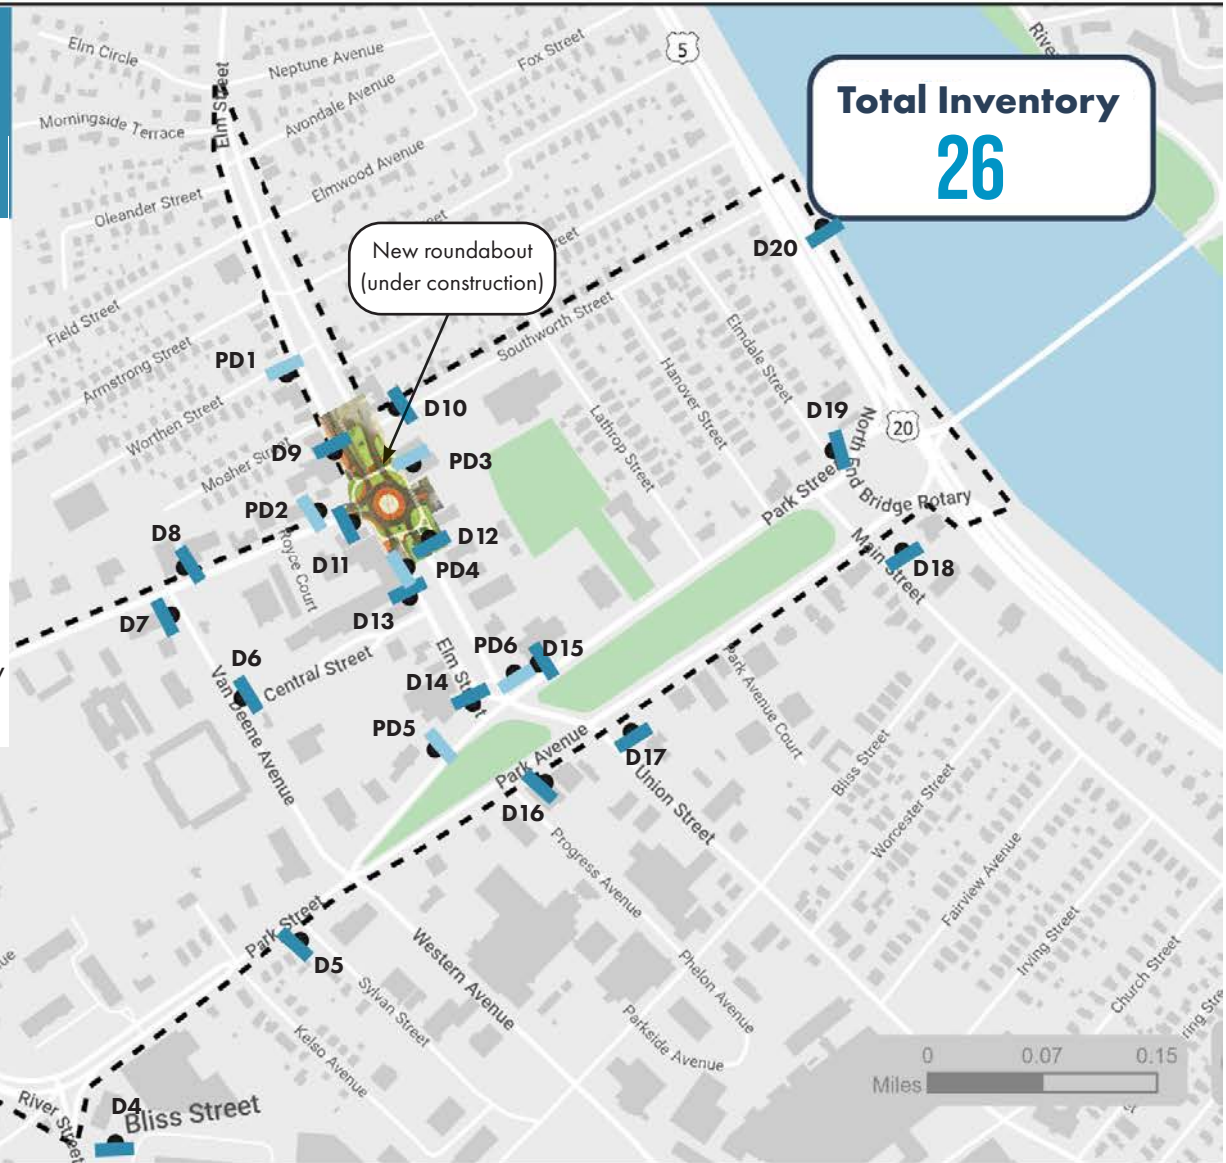 Elm Circle
Neptune Avenue
Fox Street
5
Elm Street
Avondale Avenue
Morningside Terrace
Total Inventory
26
Elmwood Avenue
Oleander Street
New roundabout
(under construction)
D20
Field Street
Southworth Street
Elmdale Street
PD1
Armstrong Street
Hanover Street
D10
D19
Worthen Street
Lathrop Street
20
North End Bridge Rotary
D9
Mosher Street
PD3
Park Street
PD2
D8
D12
D11
Royce Court
PD4
Main Street
D18
D7
D13
D6
Central Street
Elm Street
PD6
D15
D14
Park Avenue Court
Van Deene Avenue
PD5
Park Avenue
D17
Bliss Street
D16
Union Street
Worcester Street
Progress Avenue
Fairview Avenue
Park Street
D5
Western Avenue
Irving Street
Church Street
Sylvan Street
Phelon Avenue
Kelso Avenue
Parkside Avenue
0
0.07
0.15
Miles
River Street
D4
Bliss Street